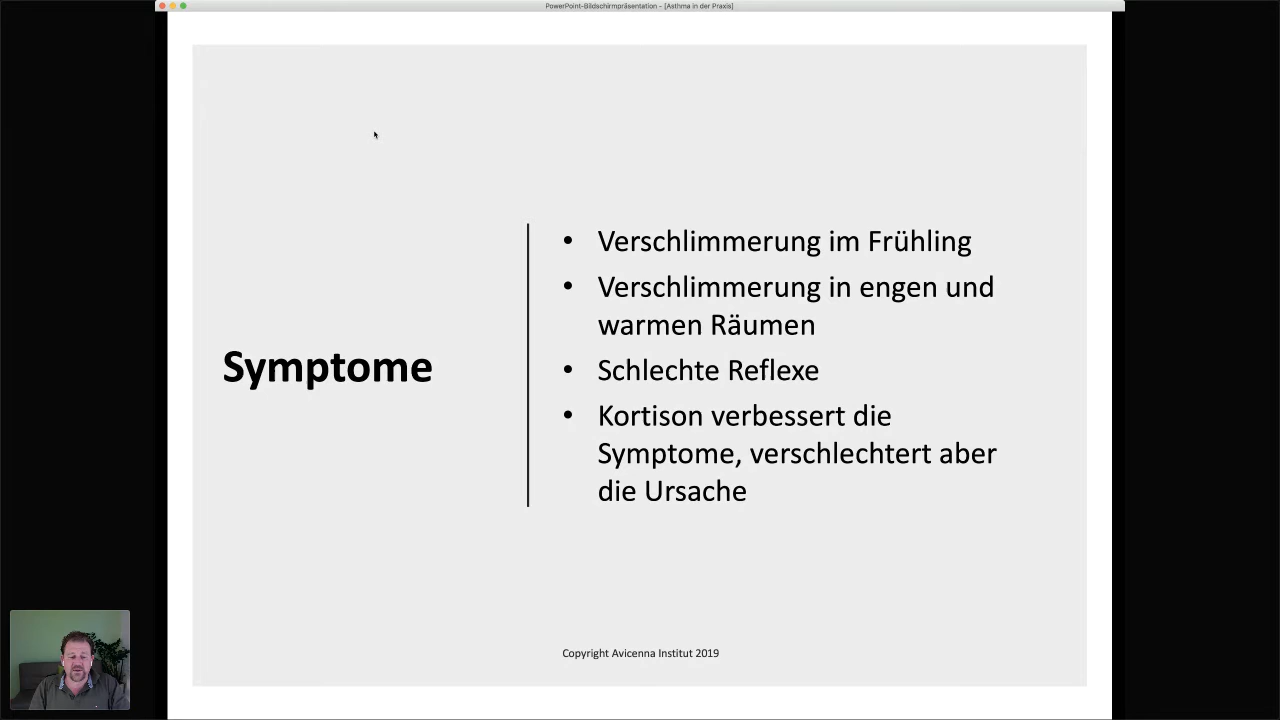 PowerPoint-Bildschirmpräsentation - [Asthma in der Praxis]
Symptome
• Verschlimmerung im Frühling
• Verschlimmerung in engen und
warmen Räumen
• Schlechte Reflexe
• Kortison verbessert die
Symptome, verschlechtert aber
die Ursache
Copyright Avicenna Institut 2019